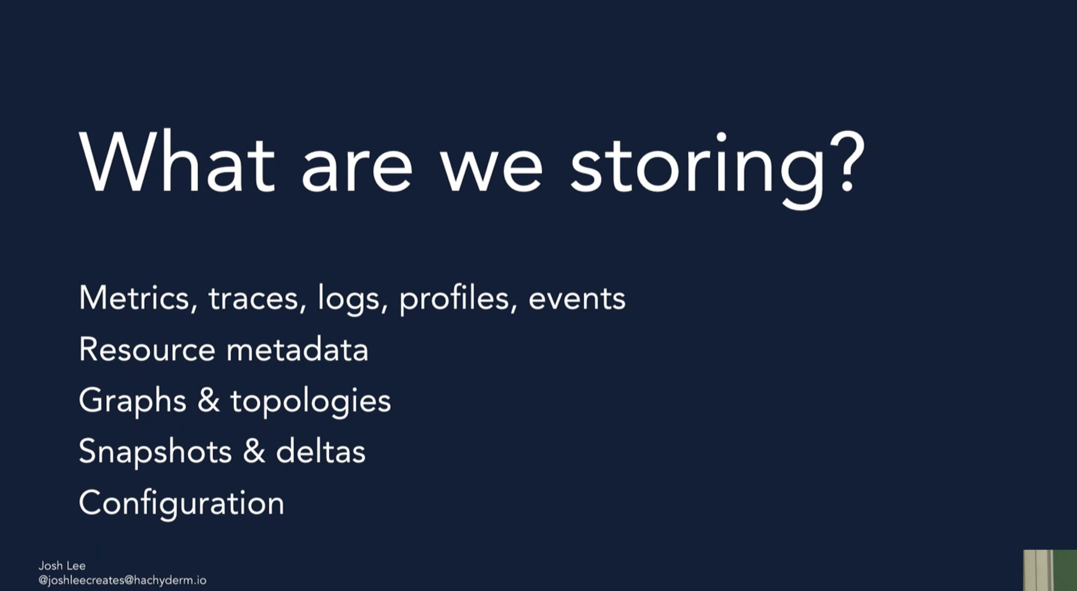 What are we storing?
Metrics, traces, logs, profiles, events
Resource metadata
Graphs & topologies
Snapshots & deltas
Configuration
Josh Lee
@joshleecreates@hachyderm.io